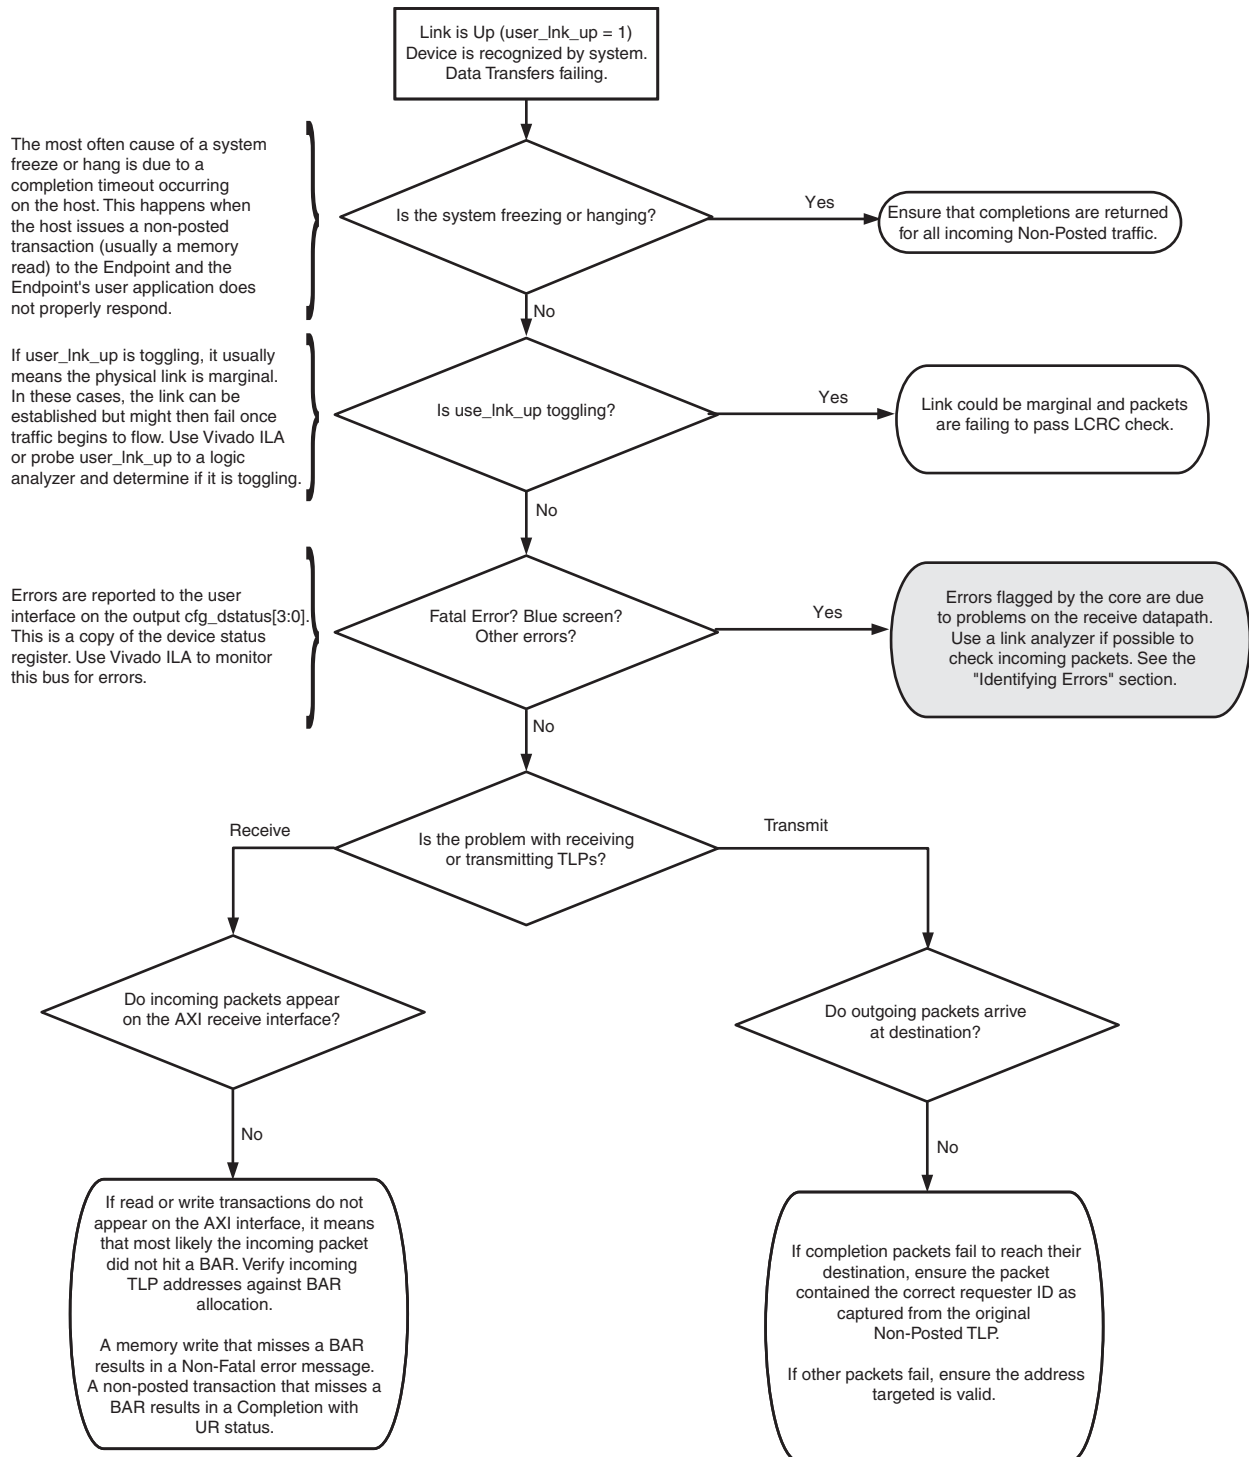 Link is Up (user_lnk_up = 1)
Device is recognized by system.
Data Transfers failing.
The most often cause of a system
freeze or hang is due to a
completion timeout occurring
on the host. This happens when
the host issues a non-posted
transaction (usually a memory
read) to the Endpoint and the
Endpoint's user application does
not properly respond.
Is the system freezing or hanging?
Yes
Ensure that completions are returned
for all incoming Non-Posted traffic.
No
If user_lnk_up is toggling, it usually
means the physical link is marginal.
In these cases, the link can be
established but might then fail once
traffic begins to flow. Use Vivado ILA
or probe user_lnk_up to a logic
analyzer and determine if it is toggling.
Is use_lnk_up toggling?
Yes
Link could be marginal and packets
are failing to pass LCRC check.
No
Errors are reported to the user
interface on the output cfg_dstatus[3:0].
This is a copy of the device status
register. Use Vivado ILA to monitor
this bus for errors.
Fatal Error? Blue screen?
Other errors?
Yes
Errors flagged by the core are due
to problems on the receive datapath.
Use a link analyzer if possible to
check incoming packets. See the
"Identifying Errors" section.
No
Is the problem with receiving
or transmitting TLPs?
Receive
Transmit
Do incoming packets appear
on the AXI receive interface?
Do outgoing packets arrive
at destination?
No
No
If read or write transactions do not
appear on the AXI interface, it means
that most likely the incoming packet
did not hit a BAR. Verify incoming
TLP addresses against BAR
allocation.
A memory write that misses a BAR
results in a Non-Fatal error message.
A non-posted transaction that misses a
BAR results in a Completion with
UR status.
If completion packets fail to reach their
destination, ensure the packet
contained the correct requester ID as
captured from the original
Non-Posted TLP.
If other packets fail, ensure the address
targeted is valid.